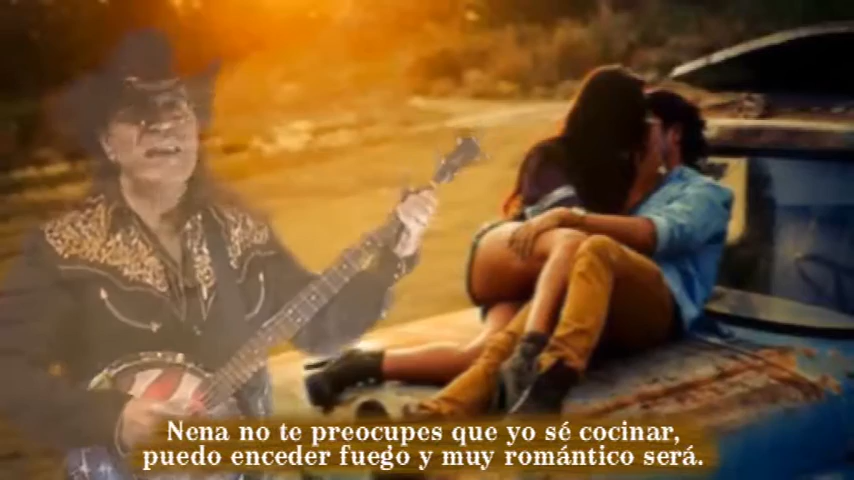 Nena no te preocupes que yo sé cocinar,
puedo enceder fuego y muy romántico será.